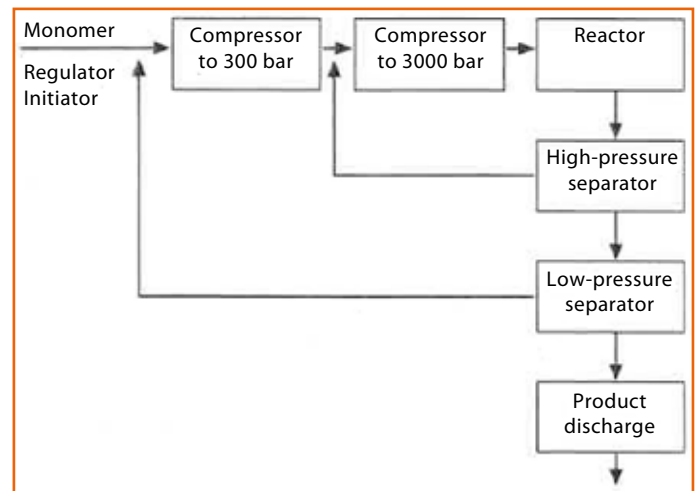 Monomer
Regulator
Initiator
Compressor
to 300 bar
Compressor
to 3000 bar
Reactor
High-pressure
separator
Low-pressure
separator
Product
discharge